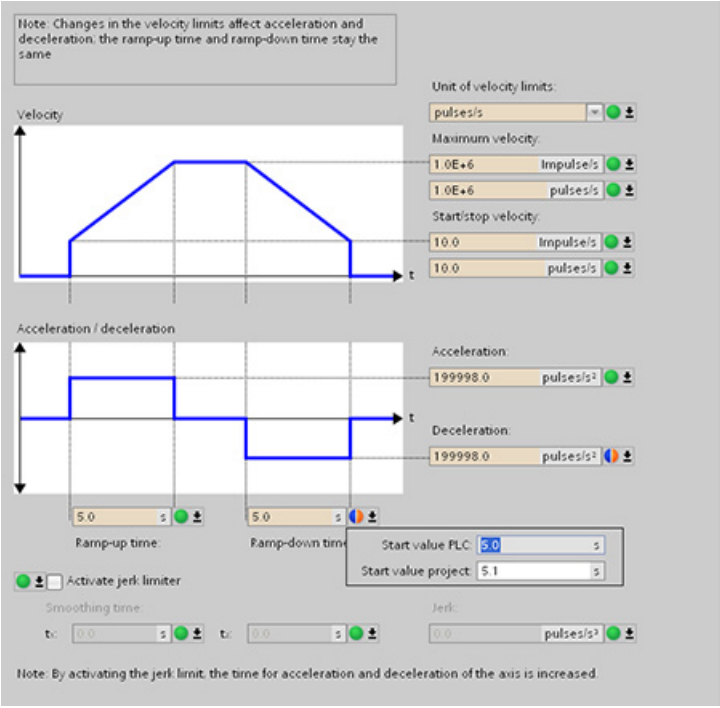 Note: Changes in the velocity limits affect acceleration and
deceleration; the ramp-up time and ramp-down time stay the
same
Unit of velocity limits:
pulses/s
Velocity
Maximum velocity:
1.0E+6 Impulse/s
1.0E+6 pulses/s
Start/stop velocity:
10.0 Impulse/s
10.0 pulses/s
t
Acceleration / deceleration
Acceleration:
199998.0 pulses/s²
t
Deceleration:
199998.0 pulses/s²
5.0 s 5.0 s
Ramp-up time: Ramp-down time
Start value PLC: 5.0 s
Start value project: 5.1 s
Activate jerk limiter
Smoothing time: Jerk:
t₁: 0.0 s t₂: 0.0 s 0.0 pulses/s³
Note: By activating the jerk limit, the time for acceleration and deceleration of the axis is increased.